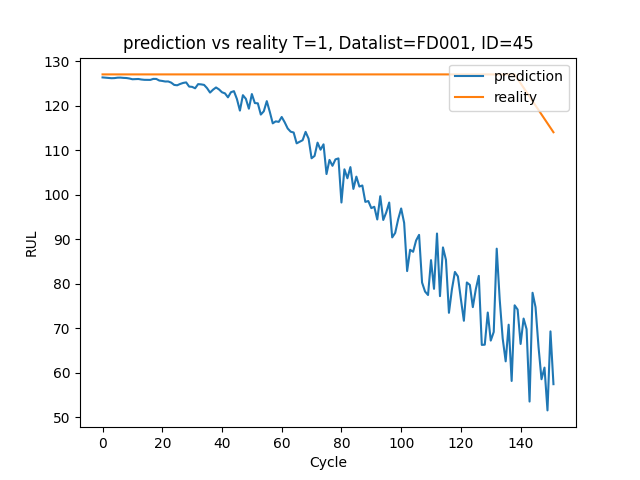 prediction vs reality T=1, Datalist=FD001, ID=45
130
120
110
100
90
80
70
60
50
RUL
prediction
reality
0 20 40 60 80 100 120 140
Cycle